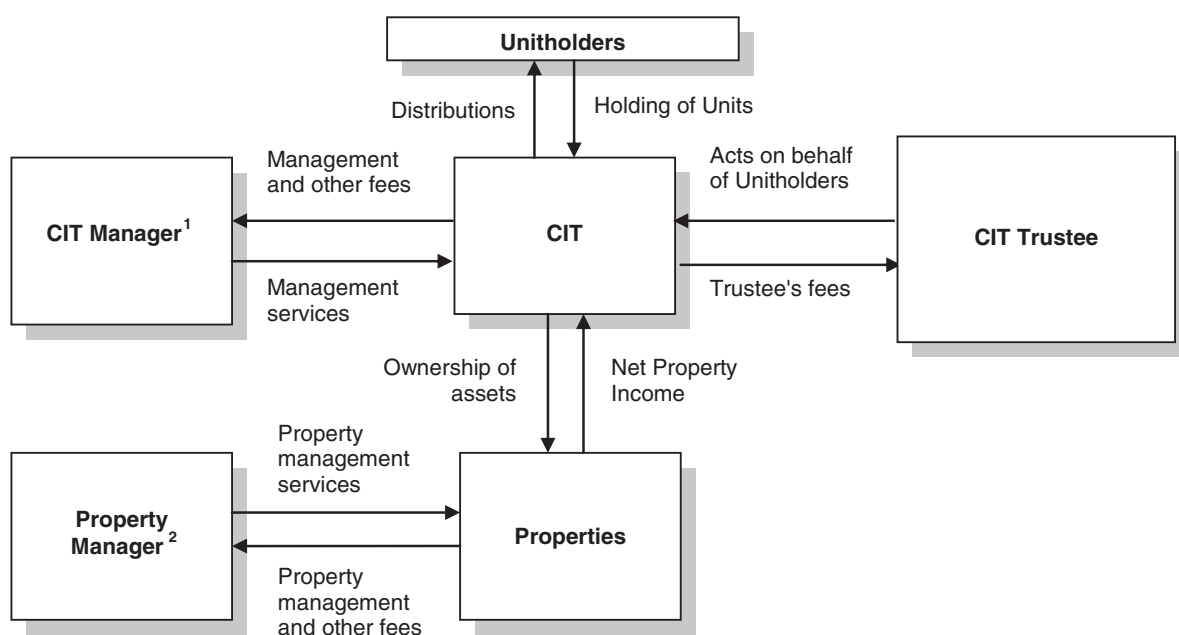 Unitholders
Distributions
Holding of Units
Management
and other fees
Acts on behalf
of Unitholders
CIT Manager1
CIT
CIT Trustee
Management
services
Trustee's fees
Ownership of
assets
Net Property
Income
Property
management
services
Property
Manager 2
Properties
Property
management
and other fees